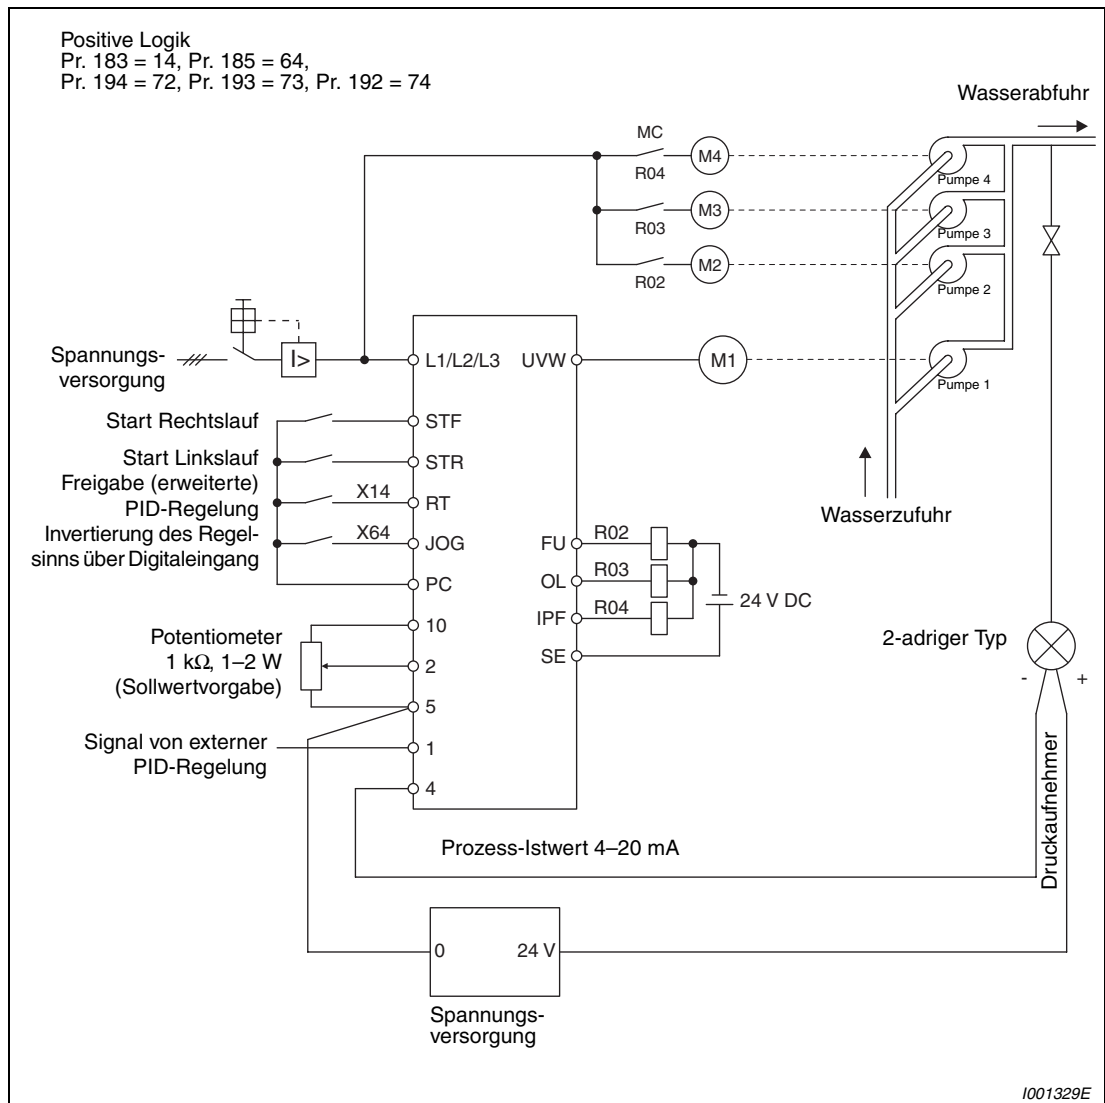 Positive Logik
Pr. 183 = 14, Pr. 185 = 64,
Pr. 194 = 72, Pr. 193 = 73, Pr. 192 = 74
Wasserabfuhr
MC
M4
R04
Pumpe 4
M3
R03
Pumpe 3
M2
R02
Pumpe 2
Spannungs-
versorgung
I>
L1/L2/L3
UVW
M1
Pumpe 1
Start Rechtslauf
STF
Start Linkslauf
STR
Freigabe (erweiterte)
PID-Regelung
X14
RT
Invertierung des Regel-
sinns über Digitaleingang
X64
JOG
PC
Wasserzufuhr
FU
R02
OL
R03
IPF
R04
SE
24 V DC
Potentiometer
1 kΩ, 1–2 W
(Sollwertvorgabe)
10
2
5
Signal von externer
PID-Regelung
1
4
2-adriger Typ
-
+
Druckaufnehmer
Prozess-Istwert 4–20 mA
0
24 V
Spannungs-
versorgung
I001329E